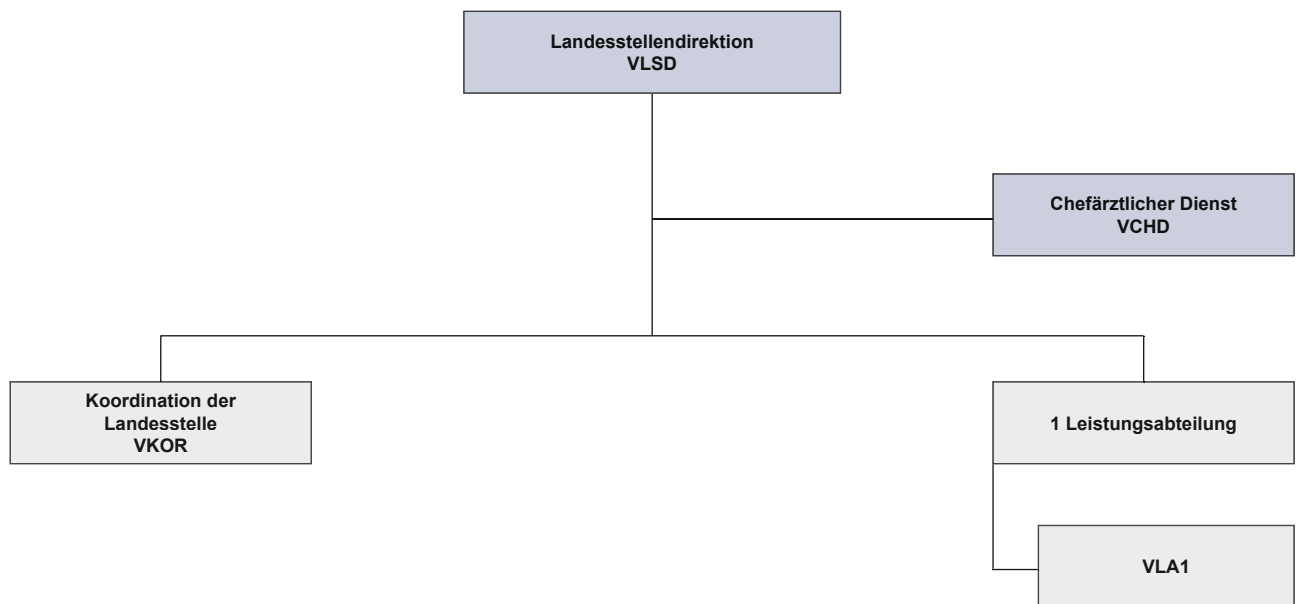 Landesstellendirektion
VLSD
Chefärztlicher Dienst
VCHD
Koordination der
Landesstelle
VKOR
1 Leistungsabteilung
VLA1